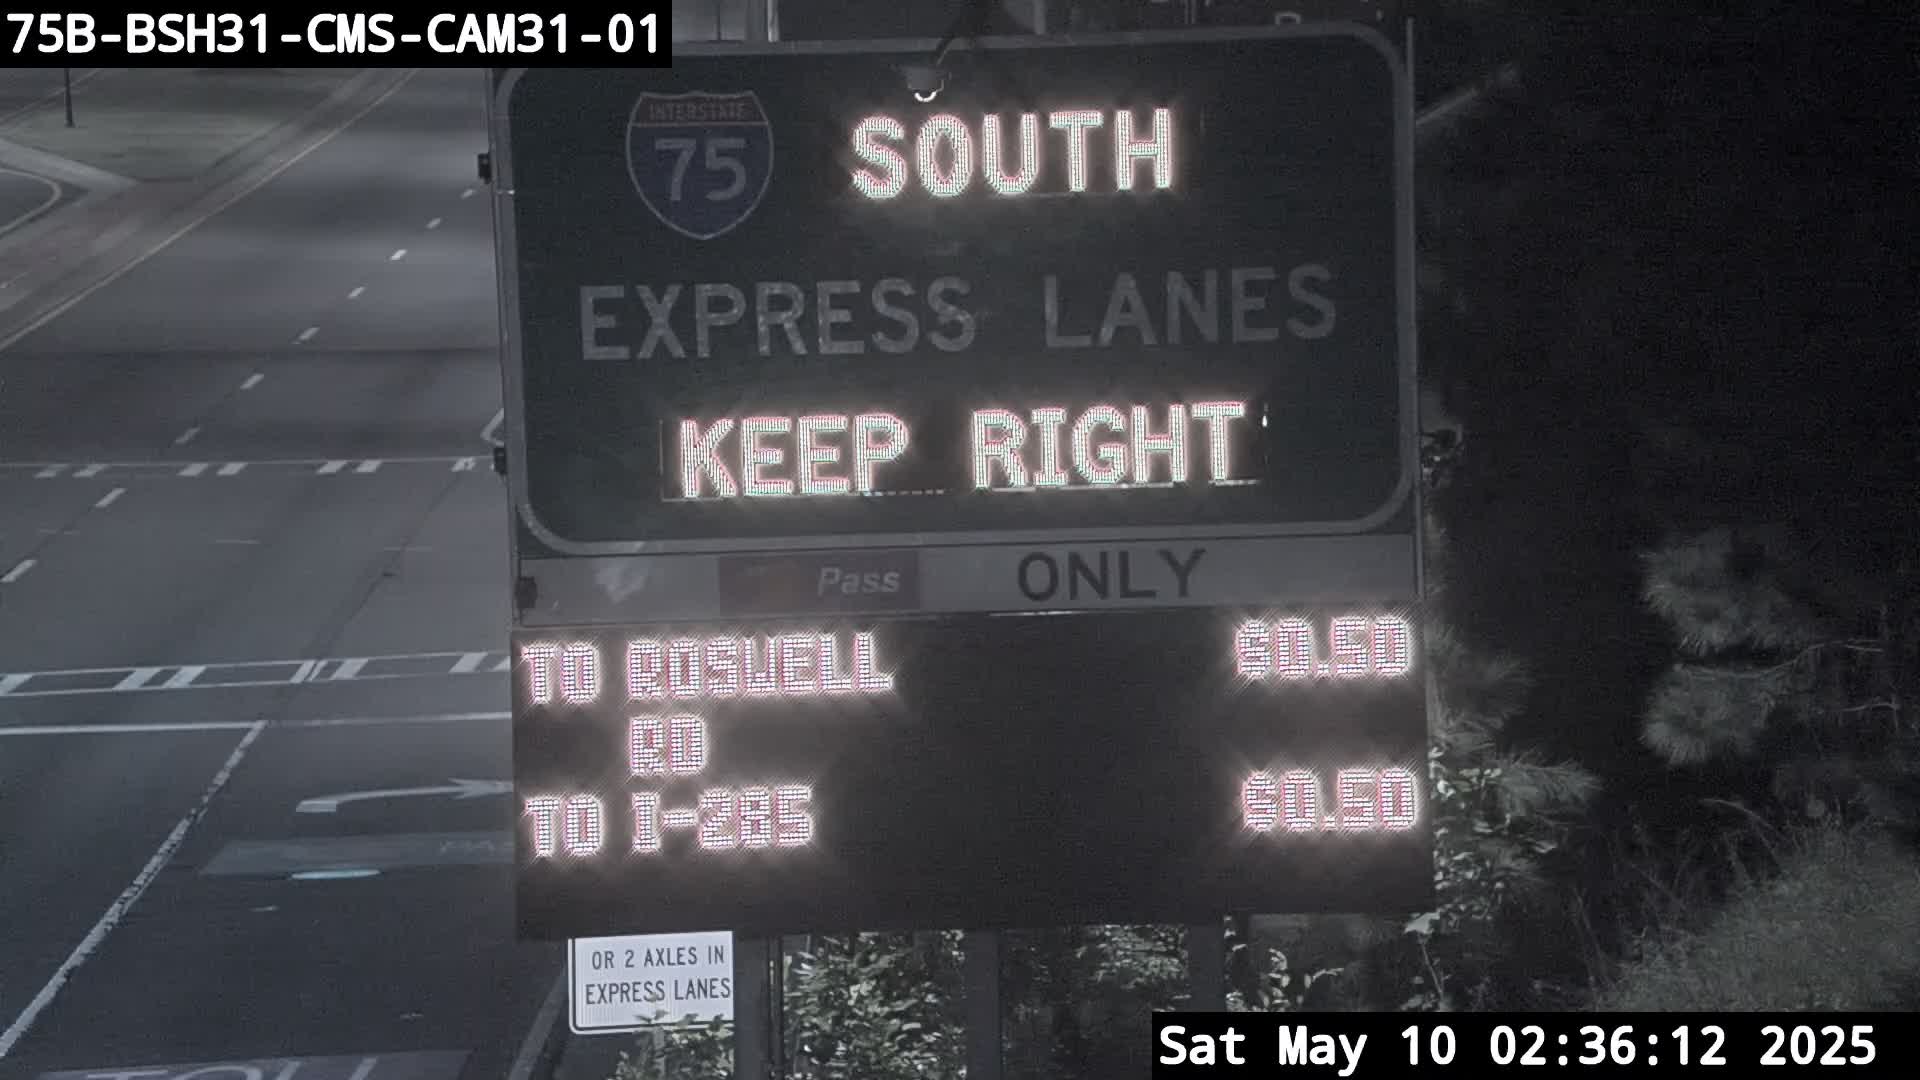 75B-BSH31-CMS-CAM31-01
INTERSTATE
75
SOUTH
EXPRESS LANES
KEEP RIGHT
Pass
ONLY
TO ROSWELL $0.50
RD
TO I-285 $0.50
OR 2 AXLES IN
EXPRESS LANES
TOLL
Sat May 10 02:36:12 2025